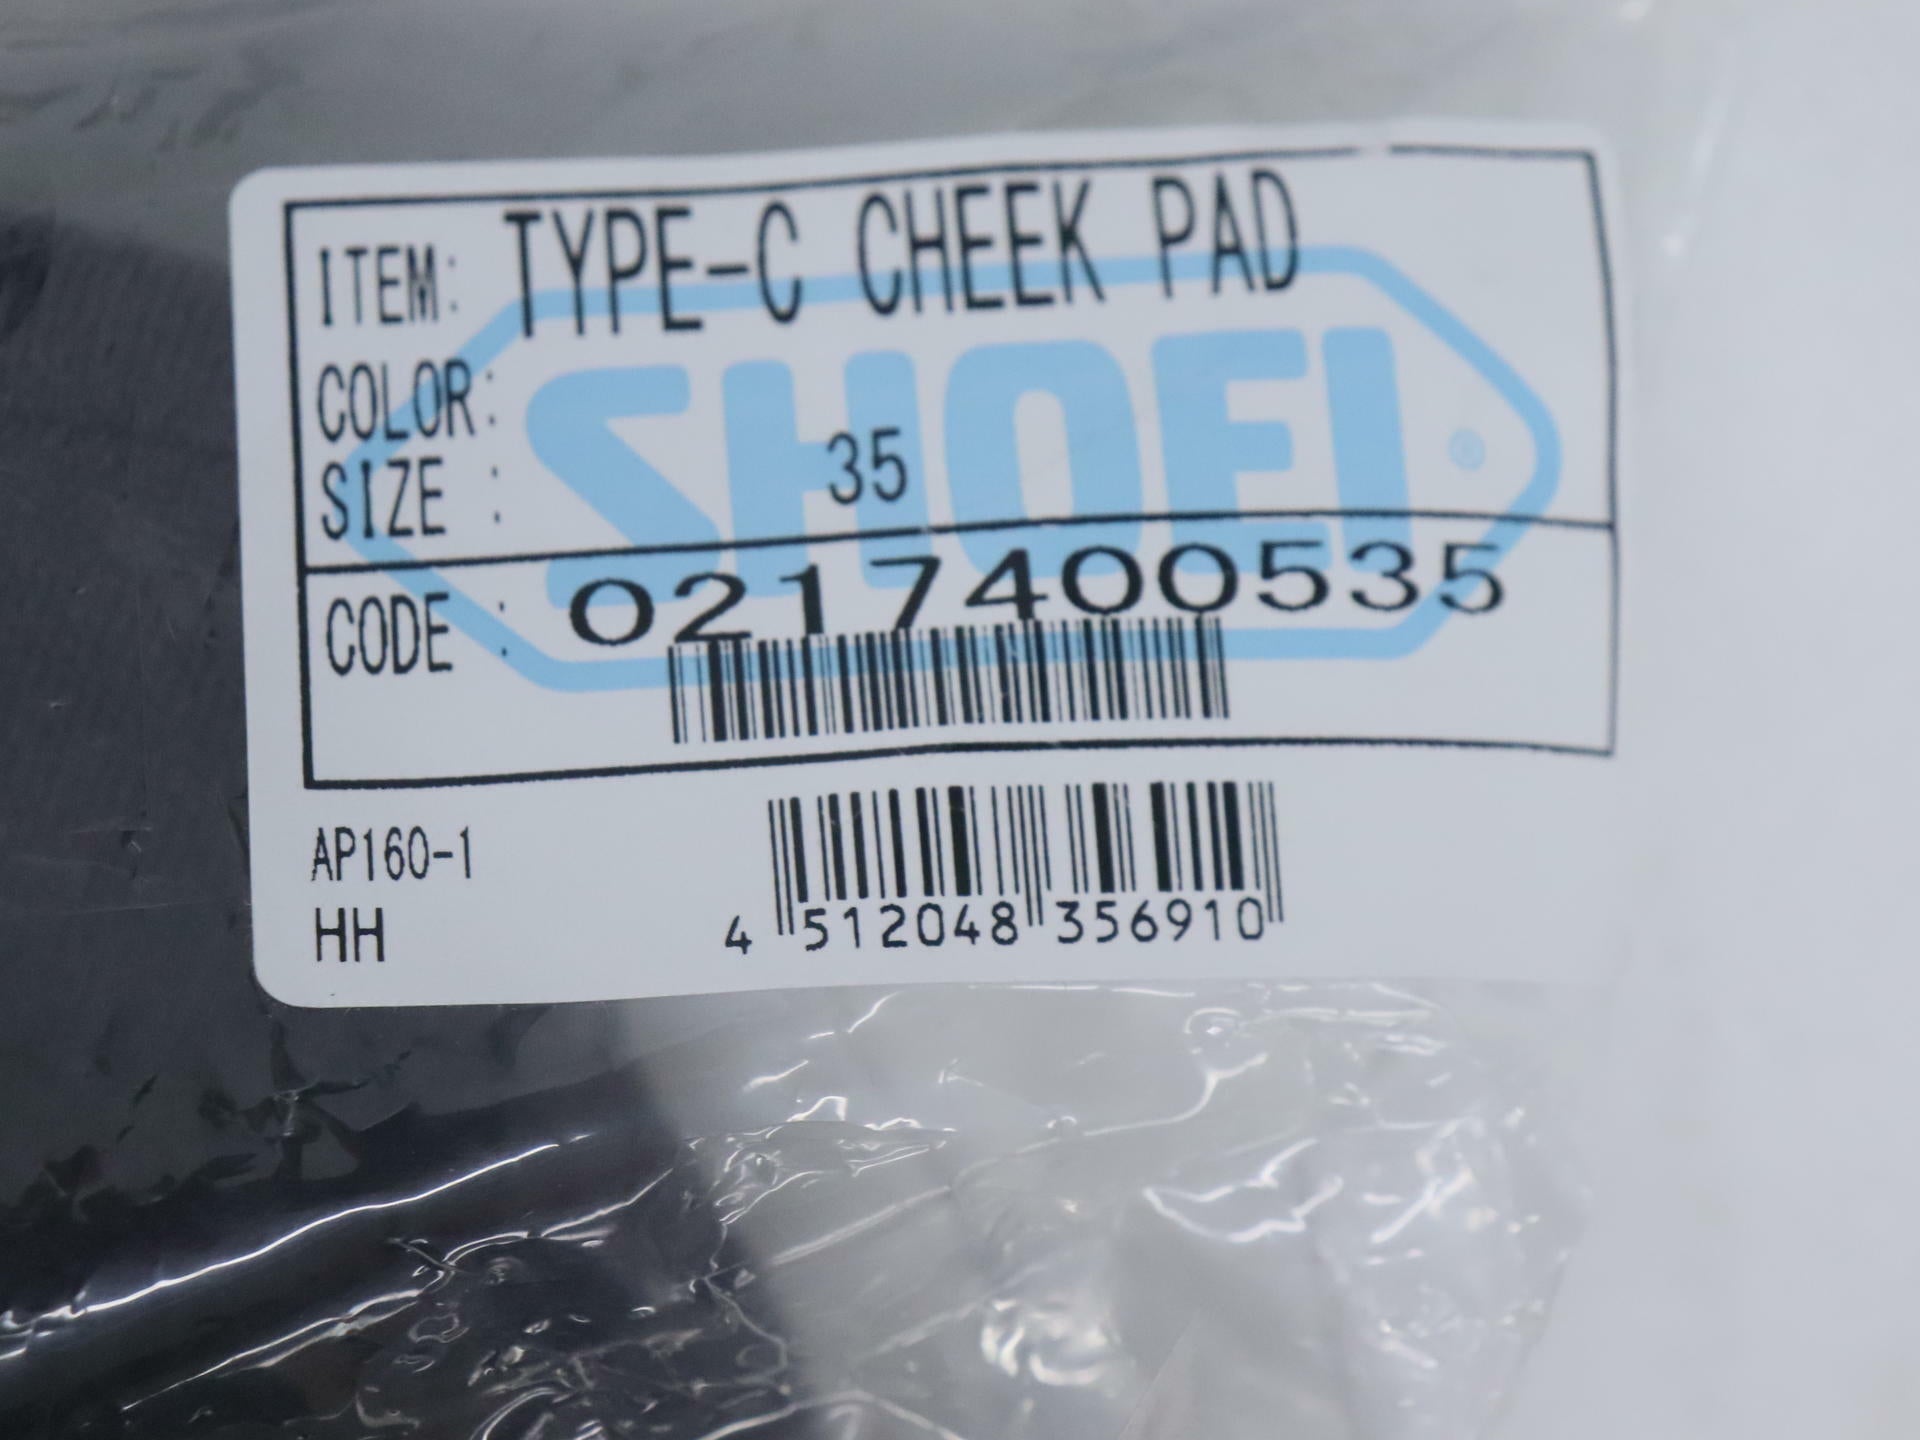 ITEM: TYPE-C CHEEK PAD
SHOEI ®
COLOR:
SIZE : 35
CODE : 0217400535
AP160-1
HH
4 512048 356910